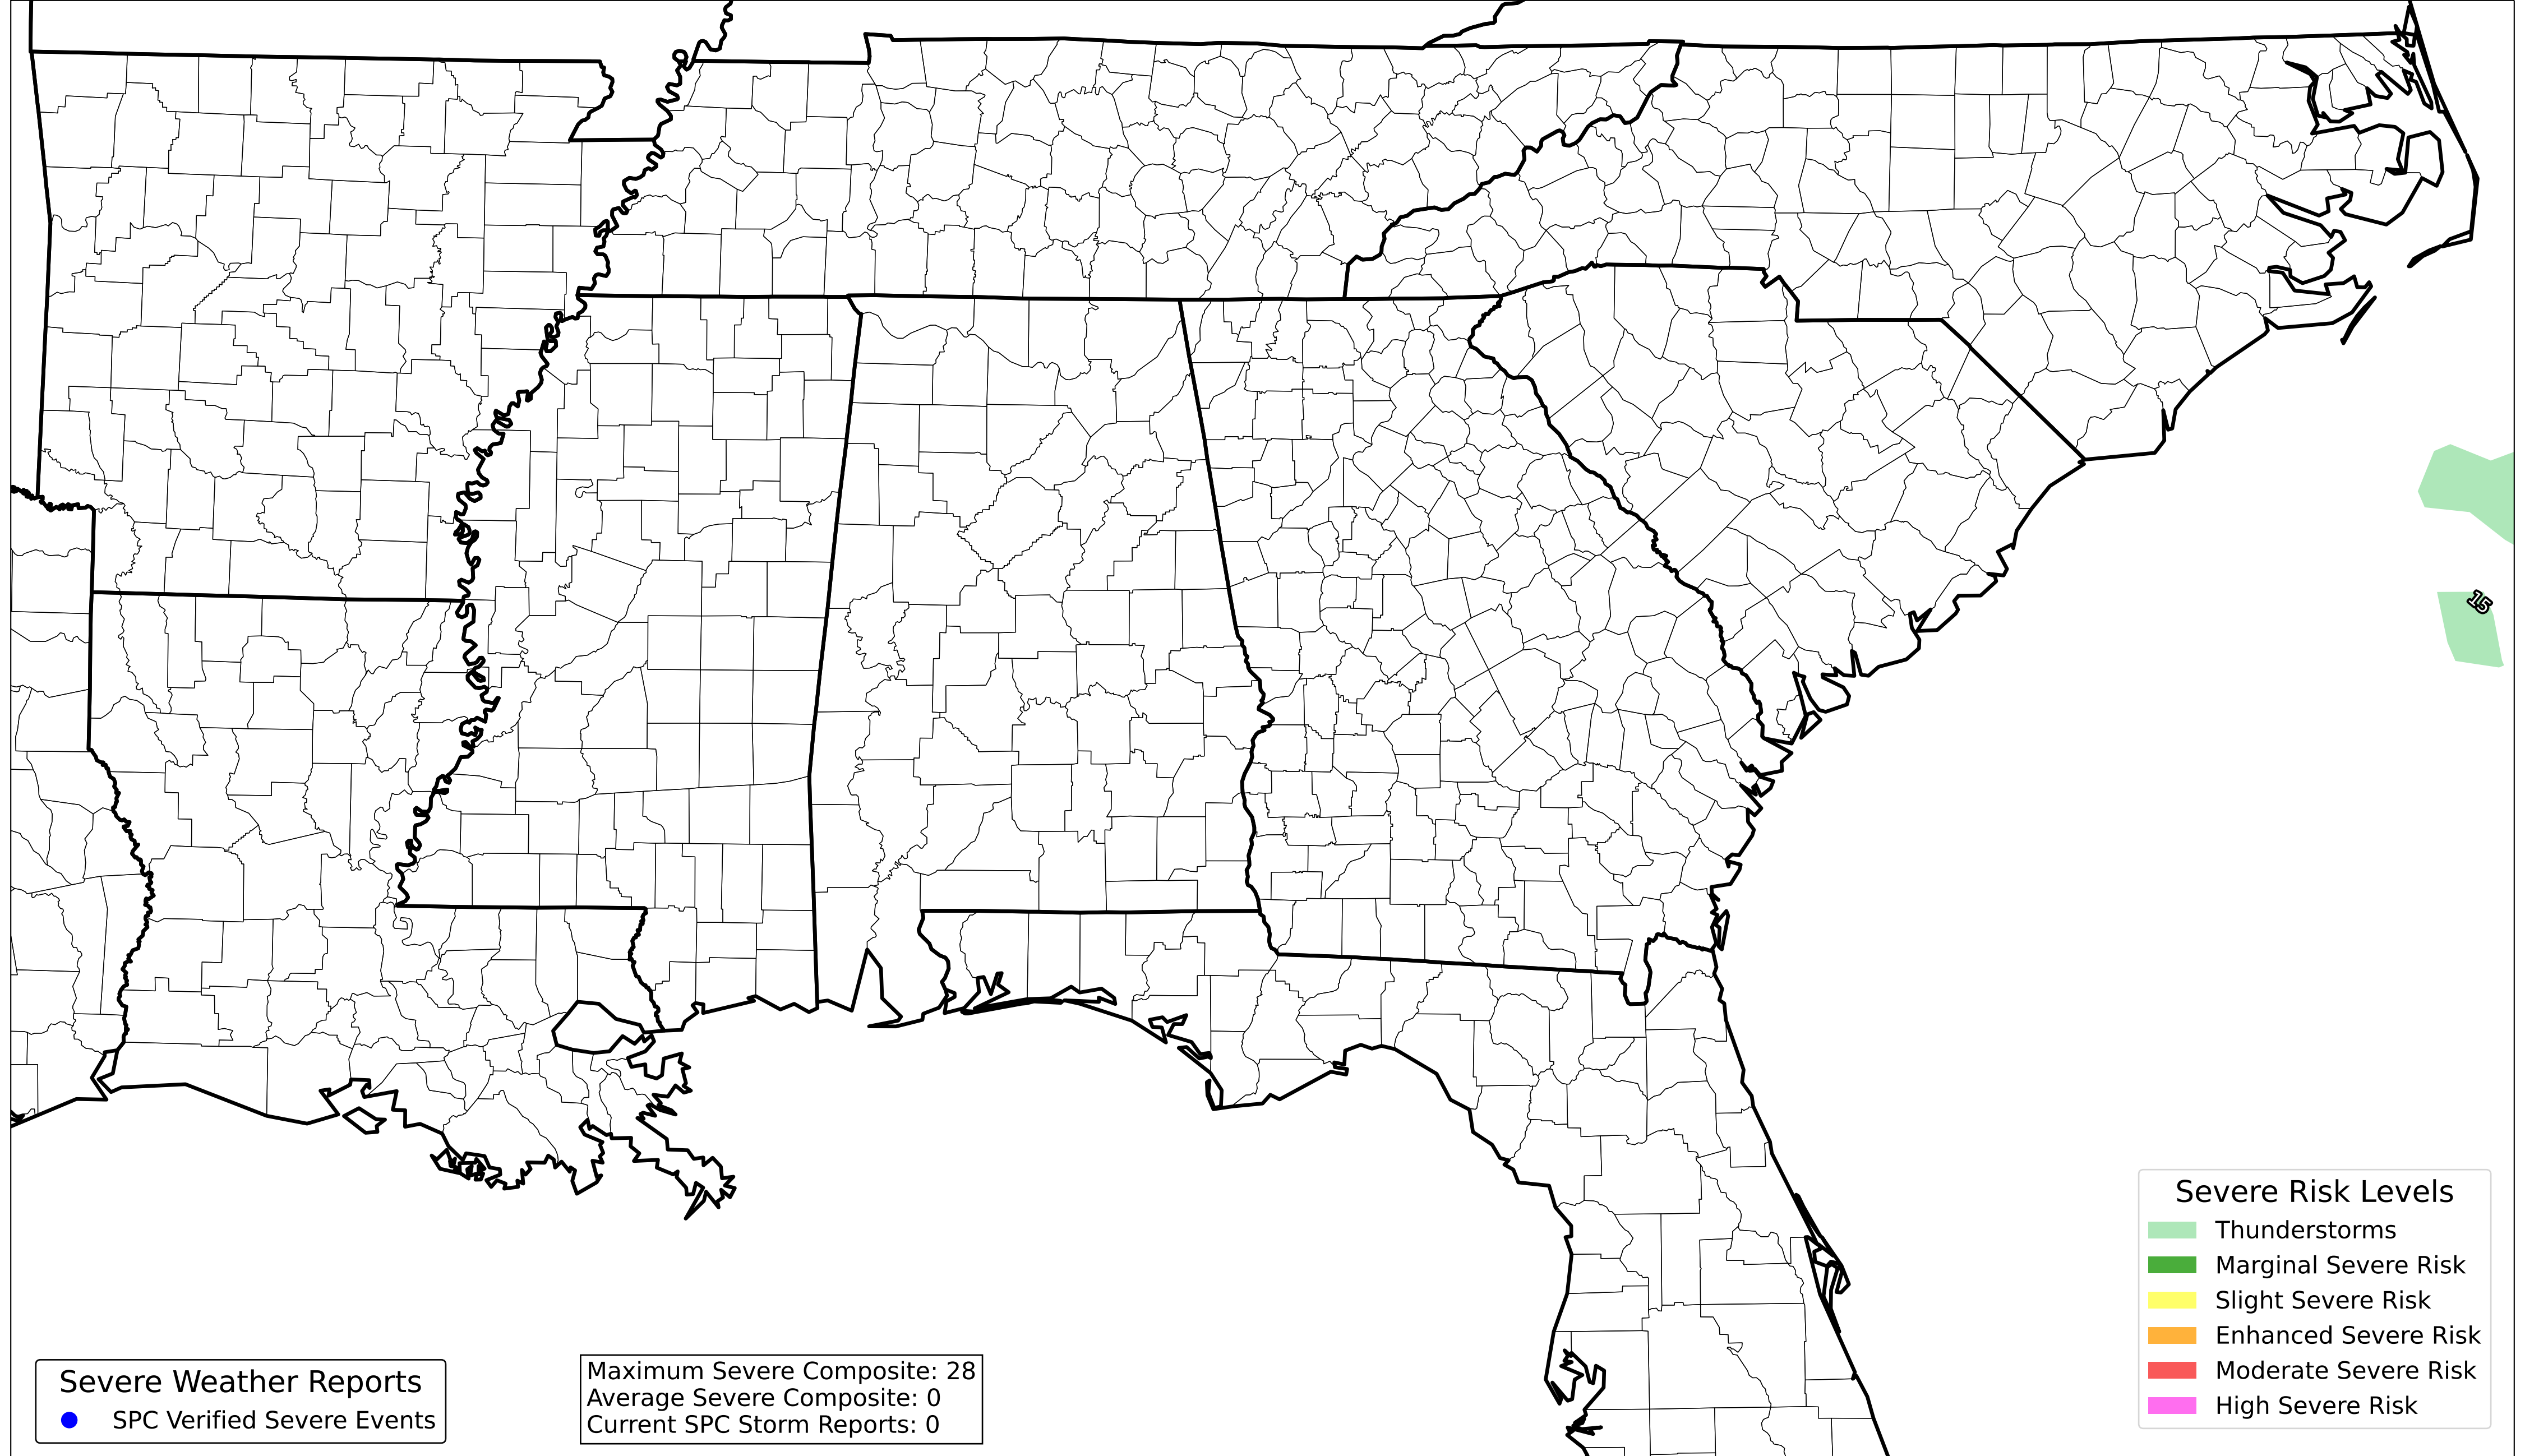 15
Severe Risk Levels
Thunderstorms
Marginal Severe Risk
Slight Severe Risk
Enhanced Severe Risk
Moderate Severe Risk
High Severe Risk
Severe Weather Reports
SPC Verified Severe Events
Maximum Severe Composite: 28
Average Severe Composite: 0
Current SPC Storm Reports: 0